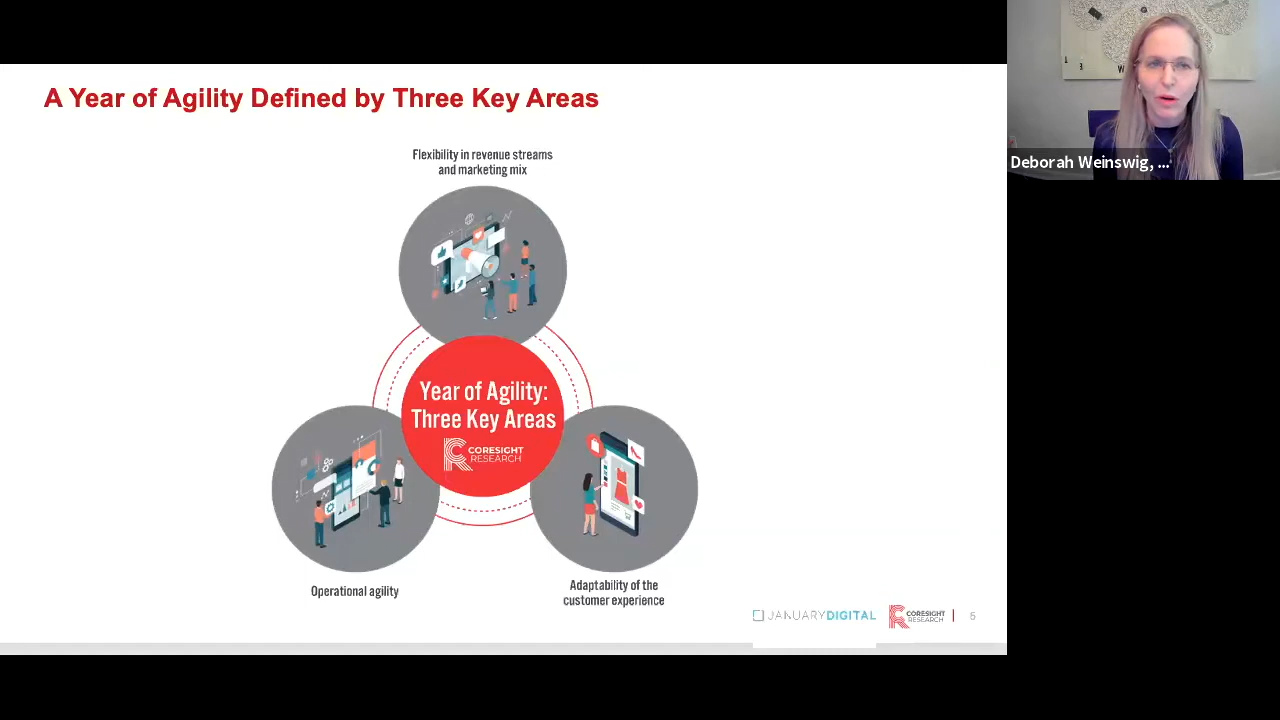 A Year of Agility Defined by Three Key Areas
Flexibility in revenue streams
and marketing mix
Year of Agility:
Three Key Areas
CORESIGHT
RESEARCH
Operational agility
Adaptability of the
customer experience
JANUARYDIGITAL
CORESIGHT
RESEARCH
5
Deborah Weinswig, ...